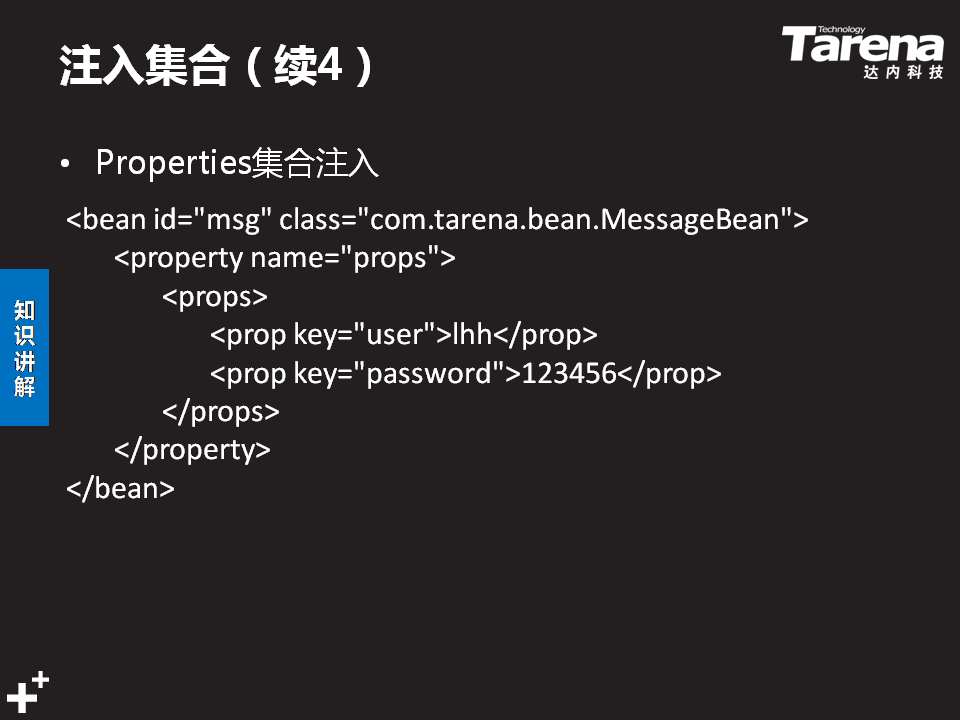 注入集合（续4）
Technology
Tarena
达内科技
• Properties集合注入
<bean id="msg" class="com.tarena.bean.MessageBean">
<property name="props">
<props>
<prop key="user">lhh</prop>
<prop key="password">123456</prop>
</props>
</property>
</bean>
知识讲解